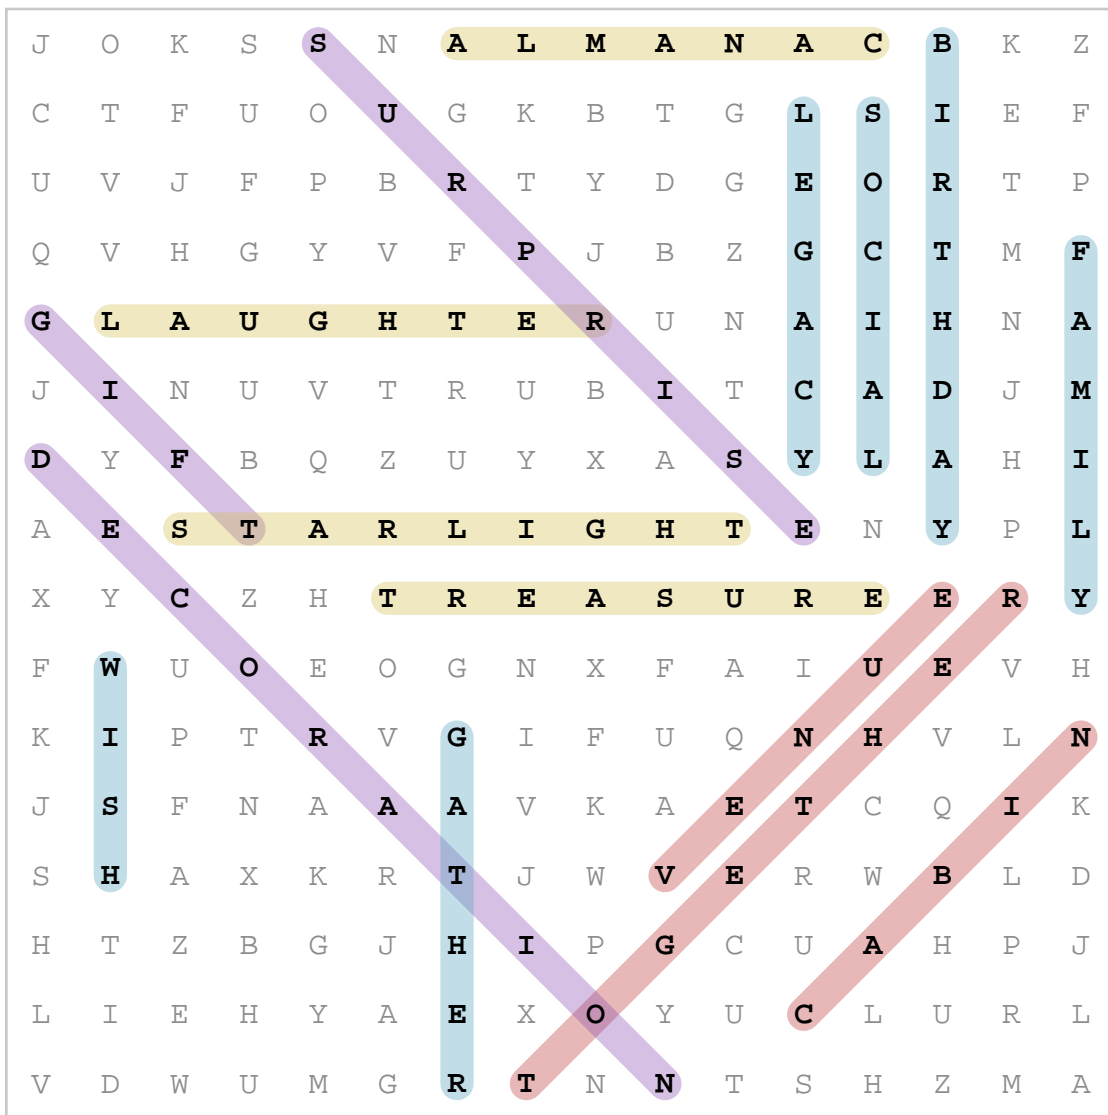 J O K S S N A L M A N A C B K Z
C T F U O U G K B T G L S I E F
U V J F P B R T Y D G E O R T P
Q V H G Y V F P J B Z G C T M F
G L A U G H T E R U N A I H N A
J I N U V T R U B I T C A D J M
D Y F B Q Z U Y X A S Y L A H I
A E S T A R L I G H T E N Y P L
X Y C Z H T R E A S U R E E R Y
F W U O E O G N X F A I U E V H
K I P T R V G I F U Q N H V L N
J S F N A A A V K A E T C Q I K
S H A X K R T J W V E R W B L D
H T Z B G J H I P G C U A H P J
L I E H Y A E X O Y U C L U R L
V D W U M G R T N N T S H Z M A